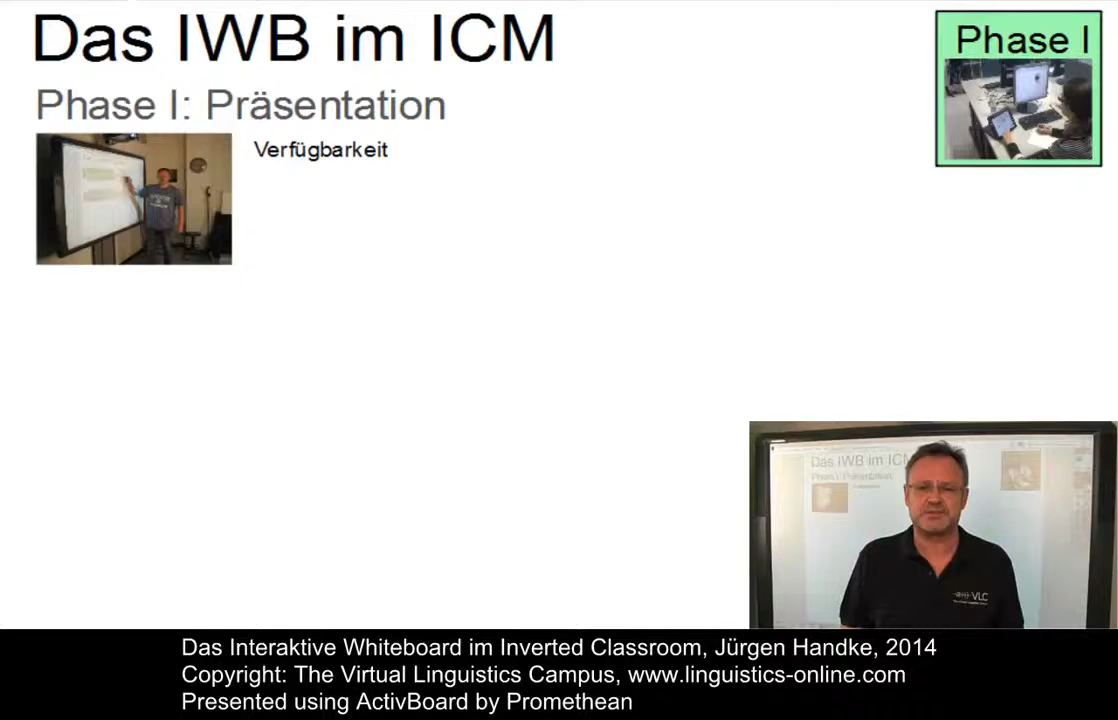 Das IWB im ICM
Phase I
Phase I: Präsentation
Verfügbarkeit
Das IWB im ICM
Phase I: Präsentation
VLC
Das Interaktive Whiteboard im Inverted Classroom, Jürgen Handke, 2014
Copyright: The Virtual Linguistics Campus, www.linguistics-online.com
Presented using ActivBoard by Promethean